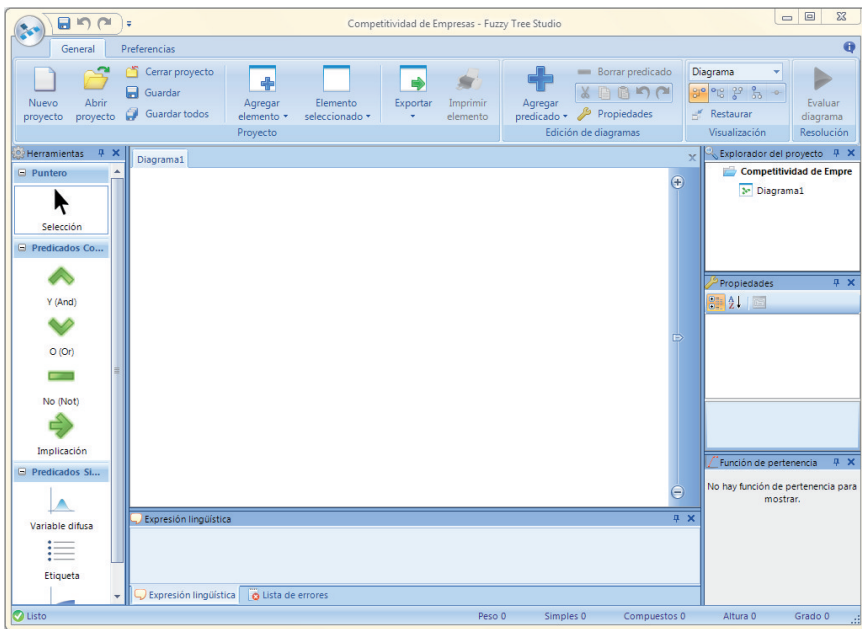 Competitividad de Empresas - Fuzzy Tree Studio
General Preferencias
Nuevo proyecto
Abrir proyecto
Cerrar proyecto
Guardar
Guardar todos
Agregar elemento
Elemento seleccionado
Exportar
Imprimir elemento
Proyecto
Agregar predicado
Borrar predicado
Propiedades
Edición de diagramas
Diagrama
Restaurar
Visualización
Evaluar diagrama
Resolución
Herramientas
Puntero
Selección
Predicados Co...
Y (And)
O (Or)
No (Not)
Implicación
Predicados Si...
Variable difusa
Etiqueta
Diagrama1
Expresión lingüística
Expresión lingüística
Lista de errores
Explorador del proyecto
Competitividad de Empre
Diagrama1
Propiedades
Función de pertenencia
No hay función de pertenencia para
mostrar.
Listo
Peso 0 Simples 0 Compuestos 0 Altura 0 Grado 0